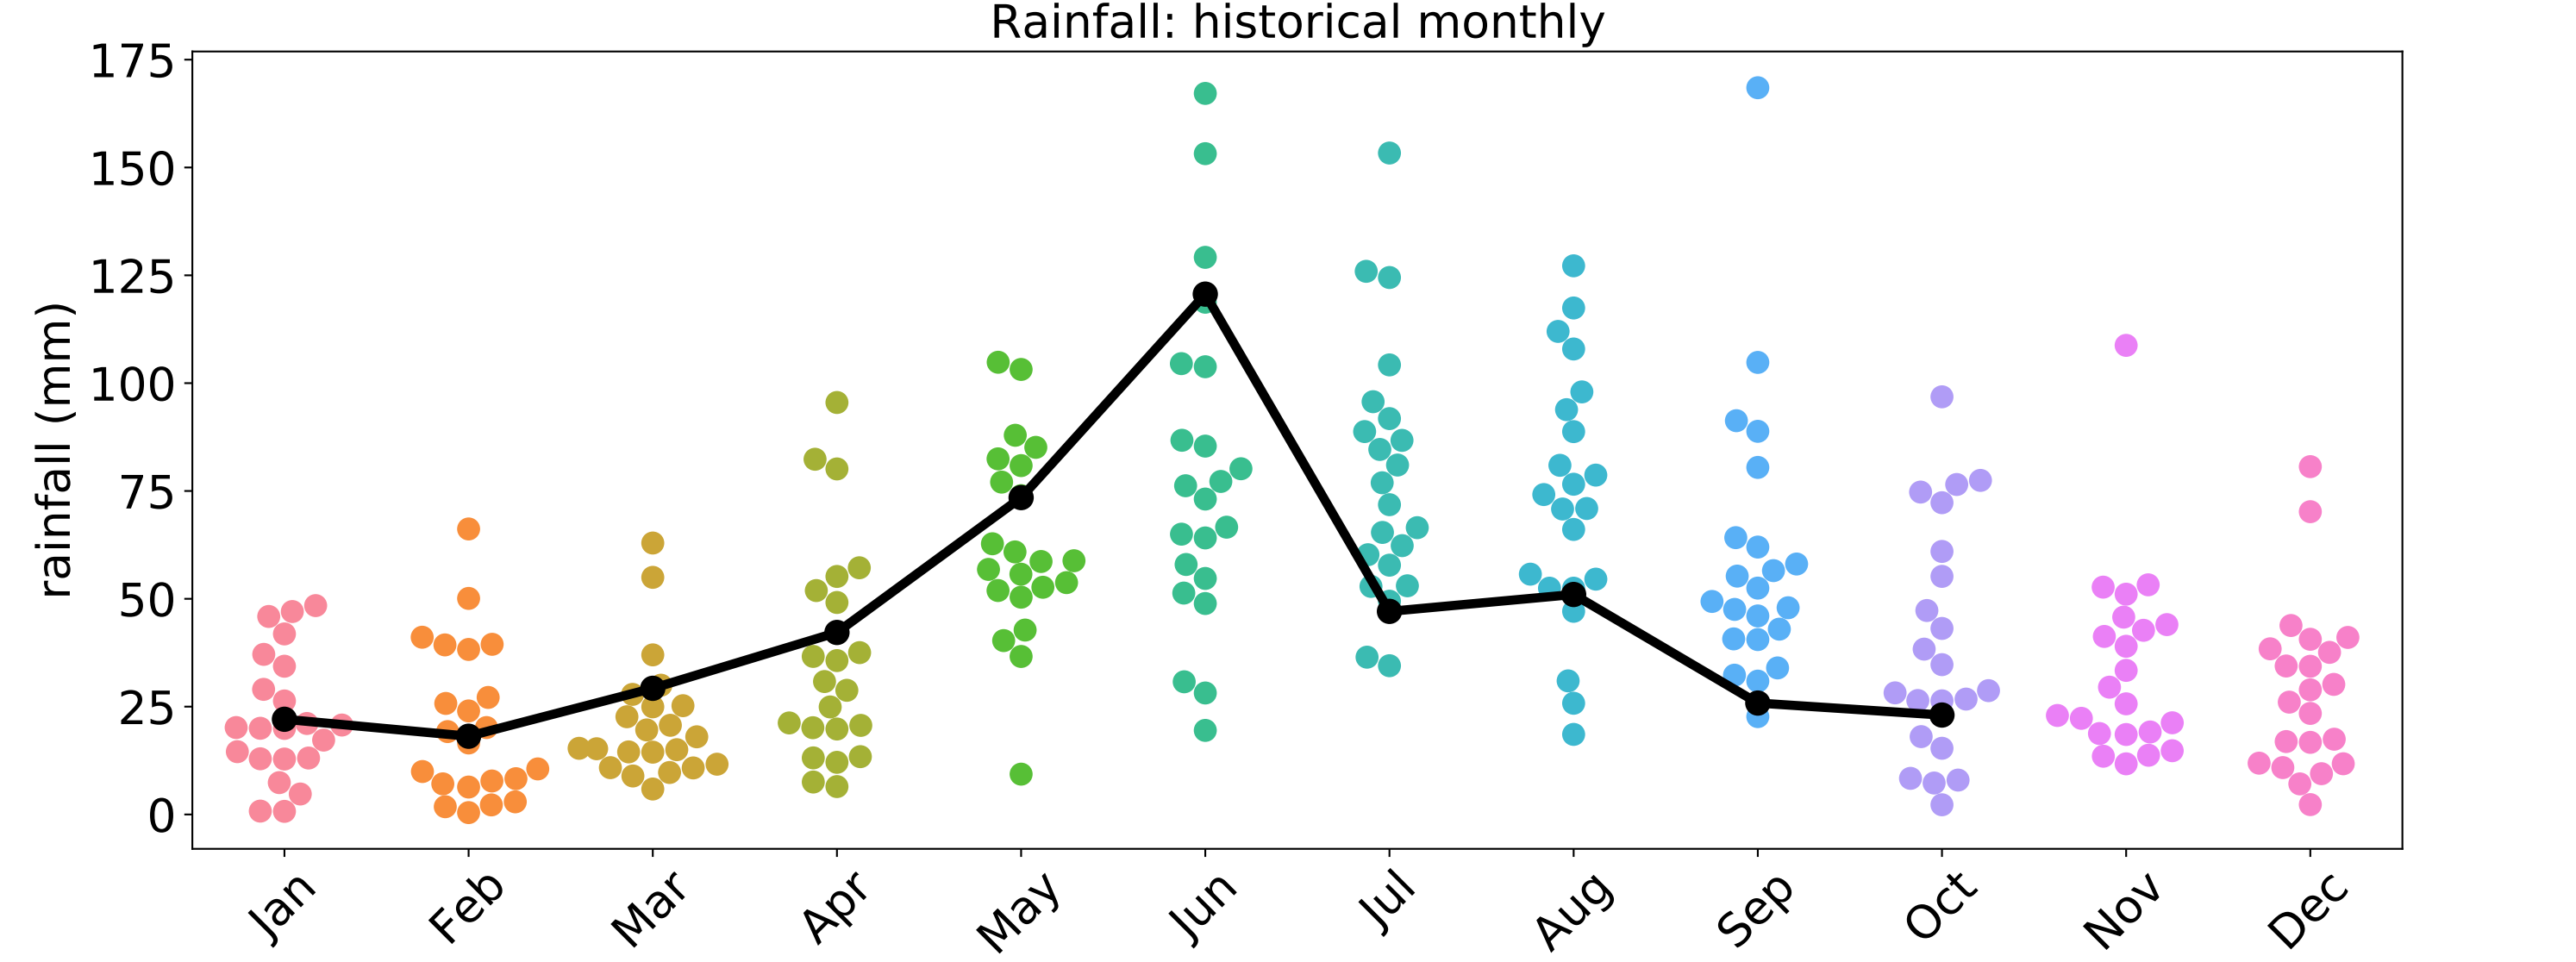 Rainfall: historical monthly
rainfall (mm)
175
150
125
100
75
50
25
0
Jan
Feb
Mar
Apr
May
Jun
Jul
Aug
Sep
Oct
Nov
Dec